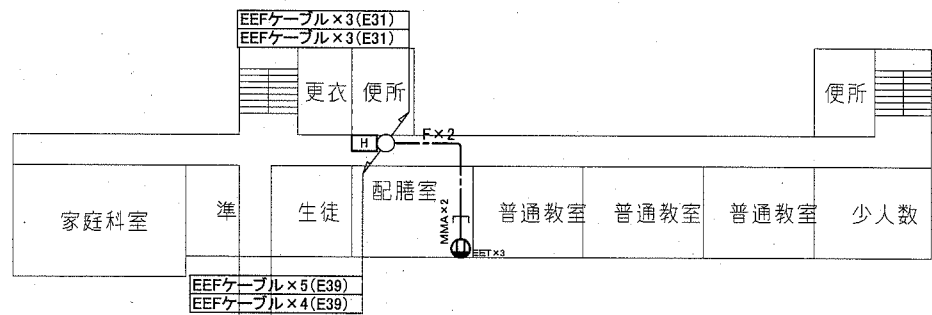 EEFケーブル×3(E31)
EEFケーブル×3(E31)
更衣
便所
便所
H
F×2
家庭科室
準
生徒
配膳室
MMA×2
EET×3
普通教室
普通教室
普通教室
少人数
EEFケーブル×5(E39)
EEFケーブル×4(E39)